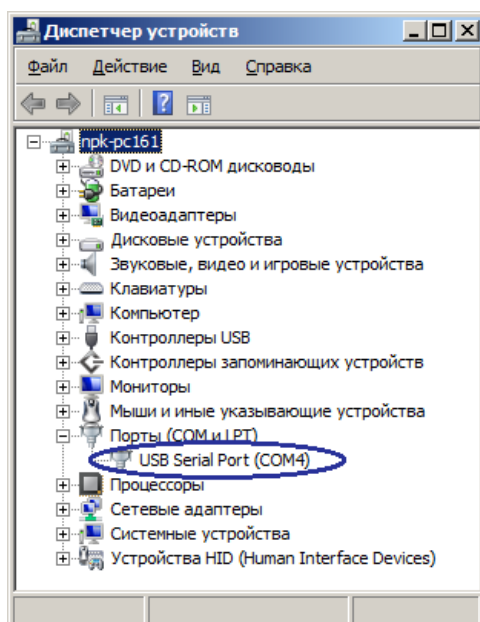 Диспетчер устройств
Файл Действие Вид Справка
npk-pc161
DVD и CD-ROM дисководы
Батареи
Видеоадаптеры
Дисковые устройства
Звуковые, видео и игровые устройства
Клавиатуры
Компьютер
Контроллеры USB
Контроллеры запоминающих устройств
Мониторы
Мыши и иные указывающие устройства
Порты (COM и LPT)
USB Serial Port (COM4)
Процессоры
Сетевые адаптеры
Системные устройства
Устройства HID (Human Interface Devices)